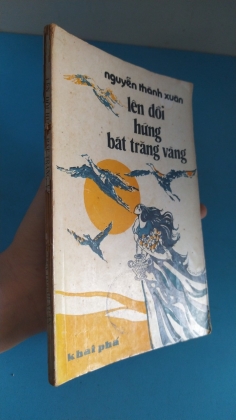 nguyễn thành xuân
lên đồi
hứng
bát trăng vàng
khai phá